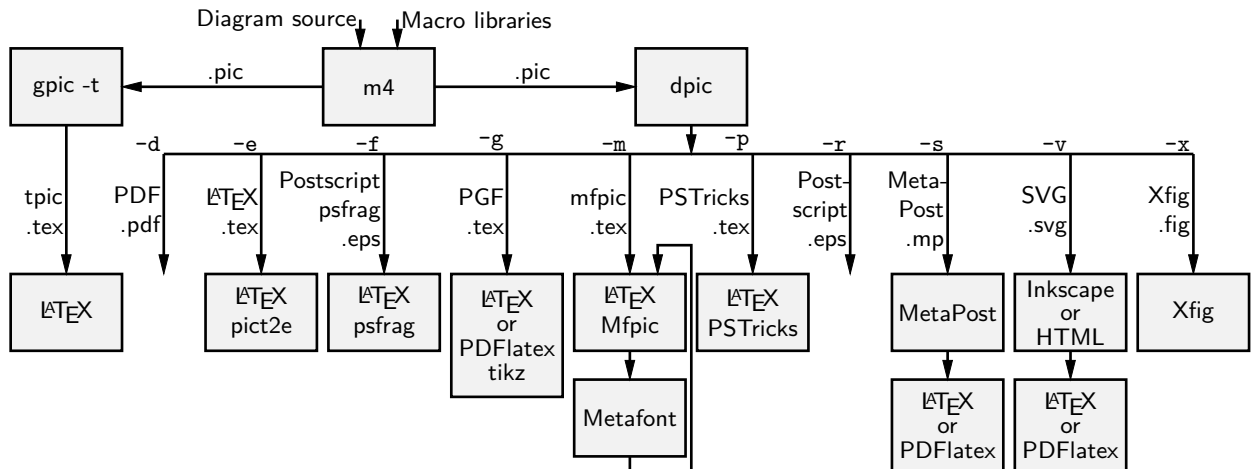 Diagram source
Macro libraries
gpic -t
.pic
m4
.pic
dpic
-d
-e
-f
-g
-m
-p
-r
-s
-v
-x
tpic
.tex
PDF
.pdf
LATEX
.tex
Postscript
psfrag
.eps
PGF
.tex
mfpic
.tex
PSTricks
.tex
Post-
script
.eps
Meta-
Post
.mp
SVG
.svg
Xfig
.fig
LATEX
LATEX
pict2e
LATEX
psfrag
LATEX
or
PDFlatex
tikz
LATEX
Mfpic
LATEX
PSTricks
MetaPost
Inkscape
or
HTML
Xfig
Metafont
LATEX
or
PDFlatex
LATEX
or
PDFlatex